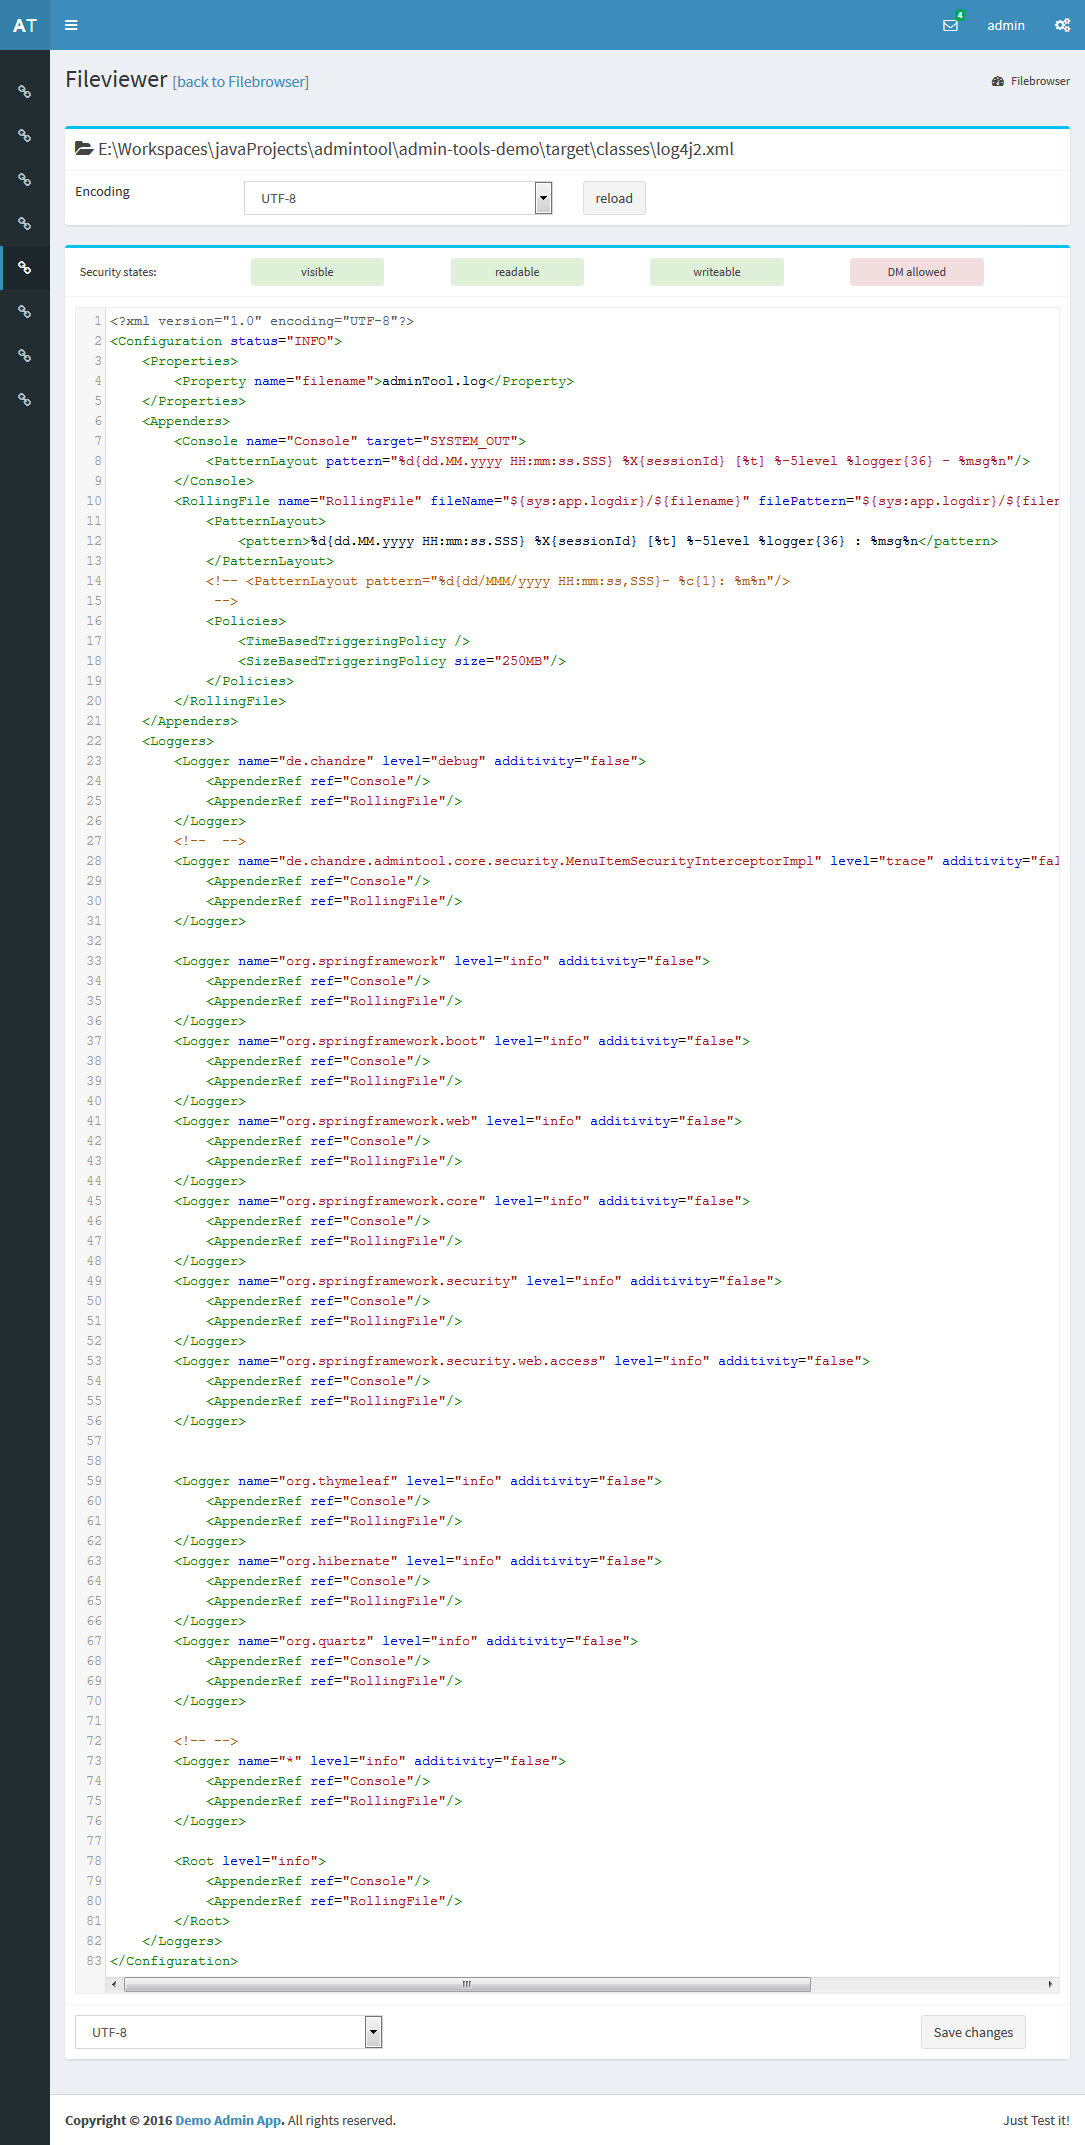 AT
4
admin
Fileviewer [back to Filebrowser]
Filebrowser
E:\Workspaces\javaProjects\admintool\admin-tools-demo\target\classes\log4j2.xml
Encoding UTF-8 reload
Security states: visible readable writeable DM allowed
1 <?xml version="1.0" encoding="UTF-8"?>
2 <Configuration status="INFO">
3     <Properties>
4         <Property name="filename">adminTool.log</Property>
5     </Properties>
6     <Appenders>
7         <Console name="Console" target="SYSTEM_OUT">
8             <PatternLayout pattern="%d{dd.MM.yyyy HH:mm:ss.SSS} %X{sessionId} [%t] %-5level %logger{36} - %msg%n"/>
9         </Console>
10         <RollingFile name="RollingFile" fileName="${sys:app.logdir}/${filename}" filePattern="${sys:app.logdir}/${filen
11             <PatternLayout>
12                 <pattern>%d{dd.MM.yyyy HH:mm:ss.SSS} %X{sessionId} [%t] %-5level %logger{36} : %msg%n</pattern>
13             </PatternLayout>
14             <!-- <PatternLayout pattern="%d{dd/MMM/yyyy HH:mm:ss,SSS}- %c{1}: %m%n"/>
15              -->
16             <Policies>
17                 <TimeBasedTriggeringPolicy />
18                 <SizeBasedTriggeringPolicy size="250MB"/>
19             </Policies>
20         </RollingFile>
21     </Appenders>
22     <Loggers>
23         <Logger name="de.chandre" level="debug" additivity="false">
24             <AppenderRef ref="Console"/>
25             <AppenderRef ref="RollingFile"/>
26         </Logger>
27         <!--  -->
28         <Logger name="de.chandre.admintool.core.security.MenuItemSecurityInterceptorImpl" level="trace" additivity="fal
29             <AppenderRef ref="Console"/>
30             <AppenderRef ref="RollingFile"/>
31         </Logger>
32
33         <Logger name="org.springframework" level="info" additivity="false">
34             <AppenderRef ref="Console"/>
35             <AppenderRef ref="RollingFile"/>
36         </Logger>
37         <Logger name="org.springframework.boot" level="info" additivity="false">
38             <AppenderRef ref="Console"/>
39             <AppenderRef ref="RollingFile"/>
40         </Logger>
41         <Logger name="org.springframework.web" level="info" additivity="false">
42             <AppenderRef ref="Console"/>
43             <AppenderRef ref="RollingFile"/>
44         </Logger>
45         <Logger name="org.springframework.core" level="info" additivity="false">
46             <AppenderRef ref="Console"/>
47             <AppenderRef ref="RollingFile"/>
48         </Logger>
49         <Logger name="org.springframework.security" level="info" additivity="false">
50             <AppenderRef ref="Console"/>
51             <AppenderRef ref="RollingFile"/>
52         </Logger>
53         <Logger name="org.springframework.security.web.access" level="info" additivity="false">
54             <AppenderRef ref="Console"/>
55             <AppenderRef ref="RollingFile"/>
56         </Logger>
57
58
59         <Logger name="org.thymeleaf" level="info" additivity="false">
60             <AppenderRef ref="Console"/>
61             <AppenderRef ref="RollingFile"/>
62         </Logger>
63         <Logger name="org.hibernate" level="info" additivity="false">
64             <AppenderRef ref="Console"/>
65             <AppenderRef ref="RollingFile"/>
66         </Logger>
67         <Logger name="org.quartz" level="info" additivity="false">
68             <AppenderRef ref="Console"/>
69             <AppenderRef ref="RollingFile"/>
70         </Logger>
71
72         <!-- -->
73         <Logger name="*" level="info" additivity="false">
74             <AppenderRef ref="Console"/>
75             <AppenderRef ref="RollingFile"/>
76         </Logger>
77
78         <Root level="info">
79             <AppenderRef ref="Console"/>
80             <AppenderRef ref="RollingFile"/>
81         </Root>
82     </Loggers>
83 </Configuration>
UTF-8 Save changes
Copyright © 2016 Demo Admin App. All rights reserved. Just Test it!